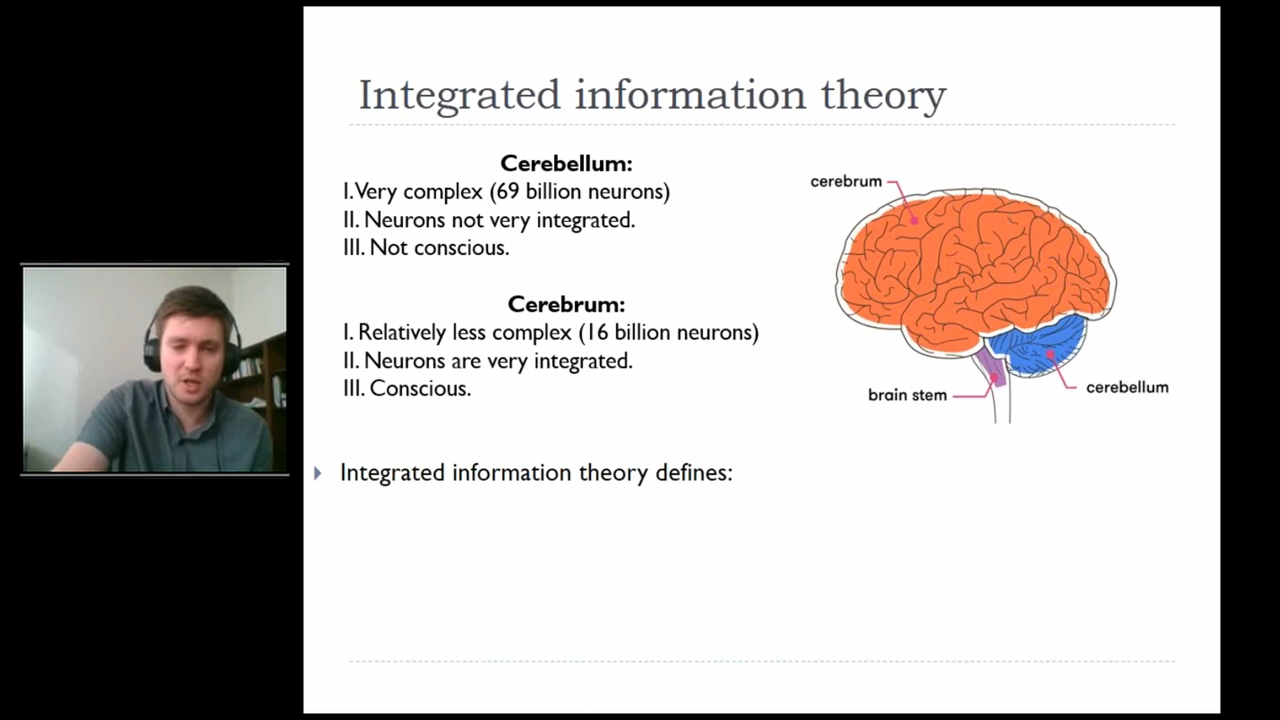 Integrated information theory
Cerebellum:
I.Very complex (69 billion neurons)
II. Neurons not very integrated.
III. Not conscious.
Cerebrum:
I. Relatively less complex (16 billion neurons)
II. Neurons are very integrated.
III. Conscious.
cerebrum
brain stem
cerebellum
Integrated information theory defines: